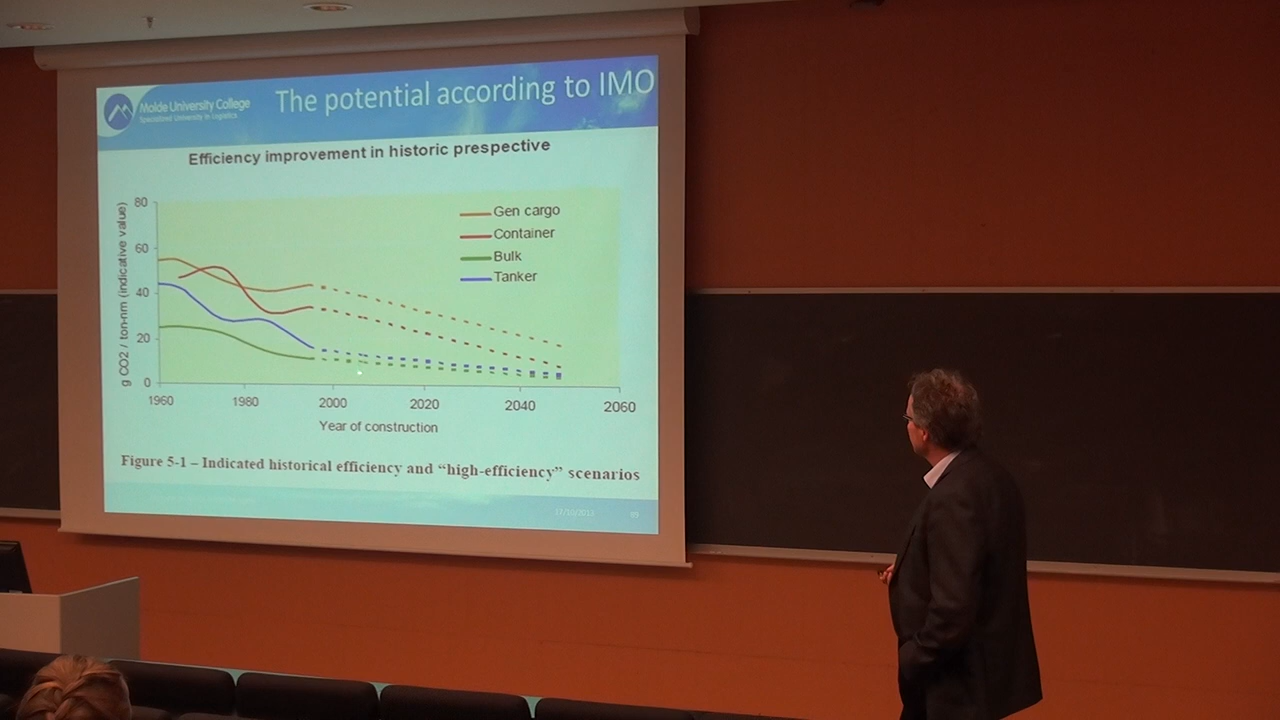 Molde University College
Specialized University in Logistics
The potential according to IMO
Efficiency improvement in historic prespective
g CO2 / ton-nm (indicative value)
80
60
40
20
0
Gen cargo
Container
Bulk
Tanker
1960 1980 2000 2020 2040 2060
Year of construction
Figure 5-1 – Indicated historical efficiency and “high-efficiency” scenarios